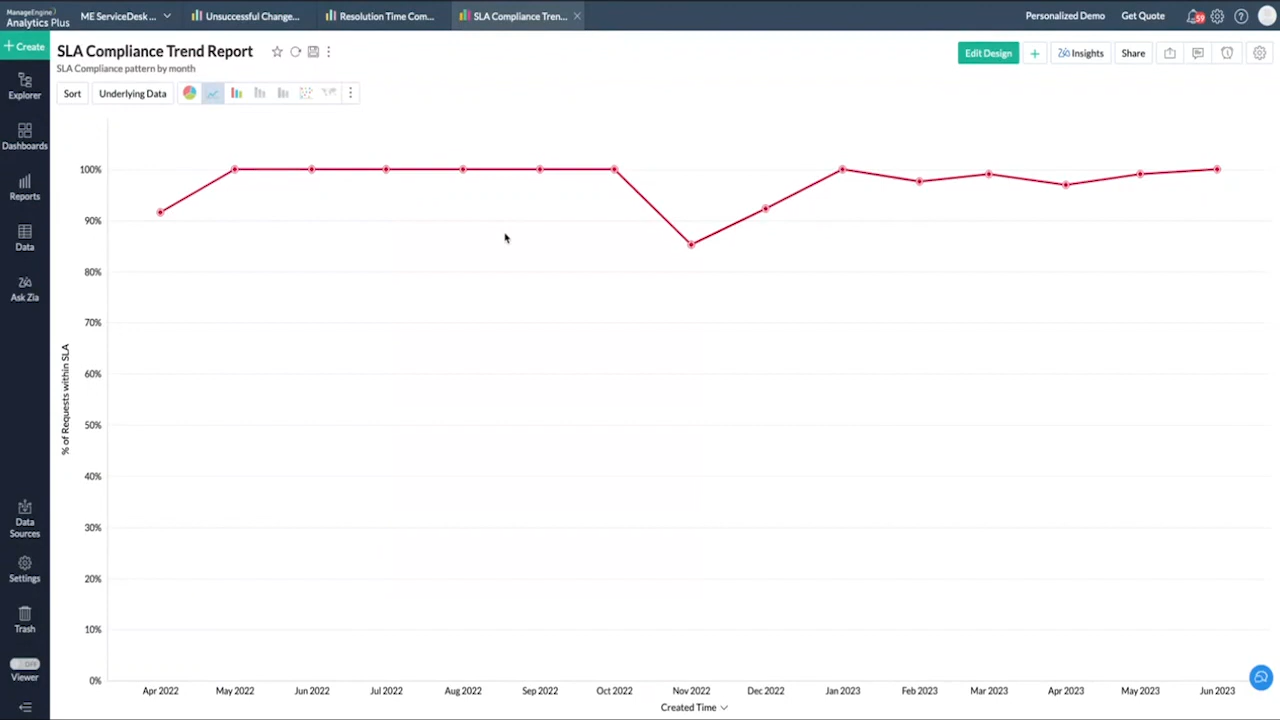 ManageEngine
Analytics Plus
ME ServiceDesk ...
Unsuccessful Change...
Resolution Time Com...
SLA Compliance Tren...
Personalized Demo
Get Quote
59
+ Create
SLA Compliance Trend Report
SLA Compliance pattern by month
Edit Design
+
Insights
Share
Sort
Underlying Data
Explorer
Dashboards
Reports
Data
Ask Zia
Data
Sources
Settings
Trash
OFF
Viewer
% of Requests within SLA
100%
90%
80%
70%
60%
50%
40%
30%
20%
10%
0%
Apr 2022
May 2022
Jun 2022
Jul 2022
Aug 2022
Sep 2022
Oct 2022
Nov 2022
Dec 2022
Jan 2023
Feb 2023
Mar 2023
Apr 2023
May 2023
Jun 2023
Created Time